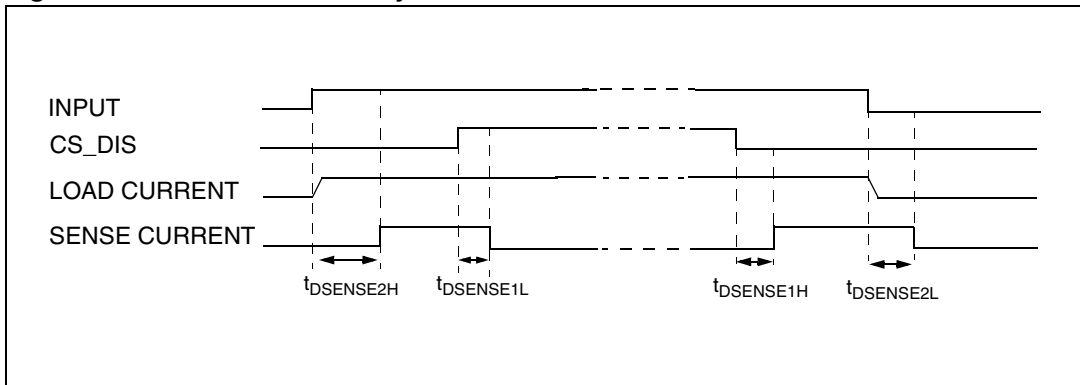 INPUT
CS_DIS
LOAD CURRENT
SENSE CURRENT
tDSENSE2H
tDSENSE1L
tDSENSE1H
tDSENSE2L